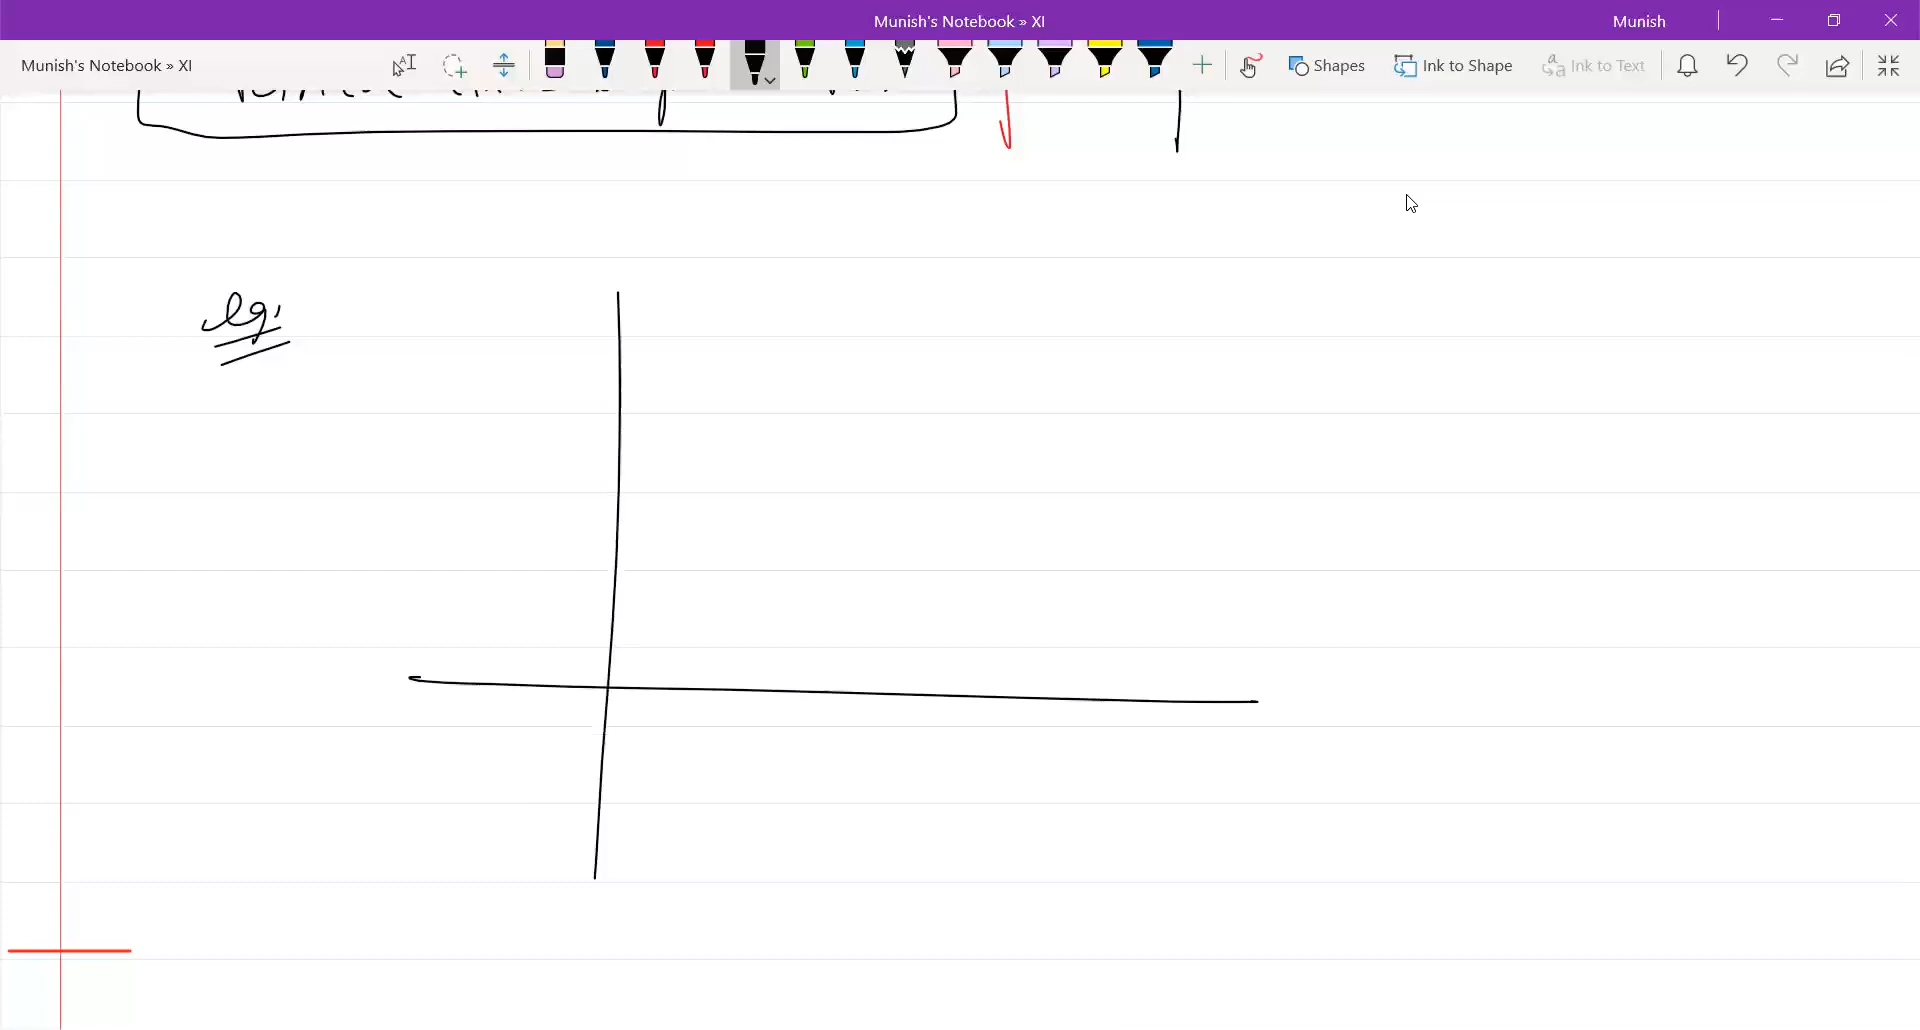 Munish's Notebook » XI
Munish
Munish's Notebook » XI
Shapes
Ink to Shape
Ink to Text
eg,